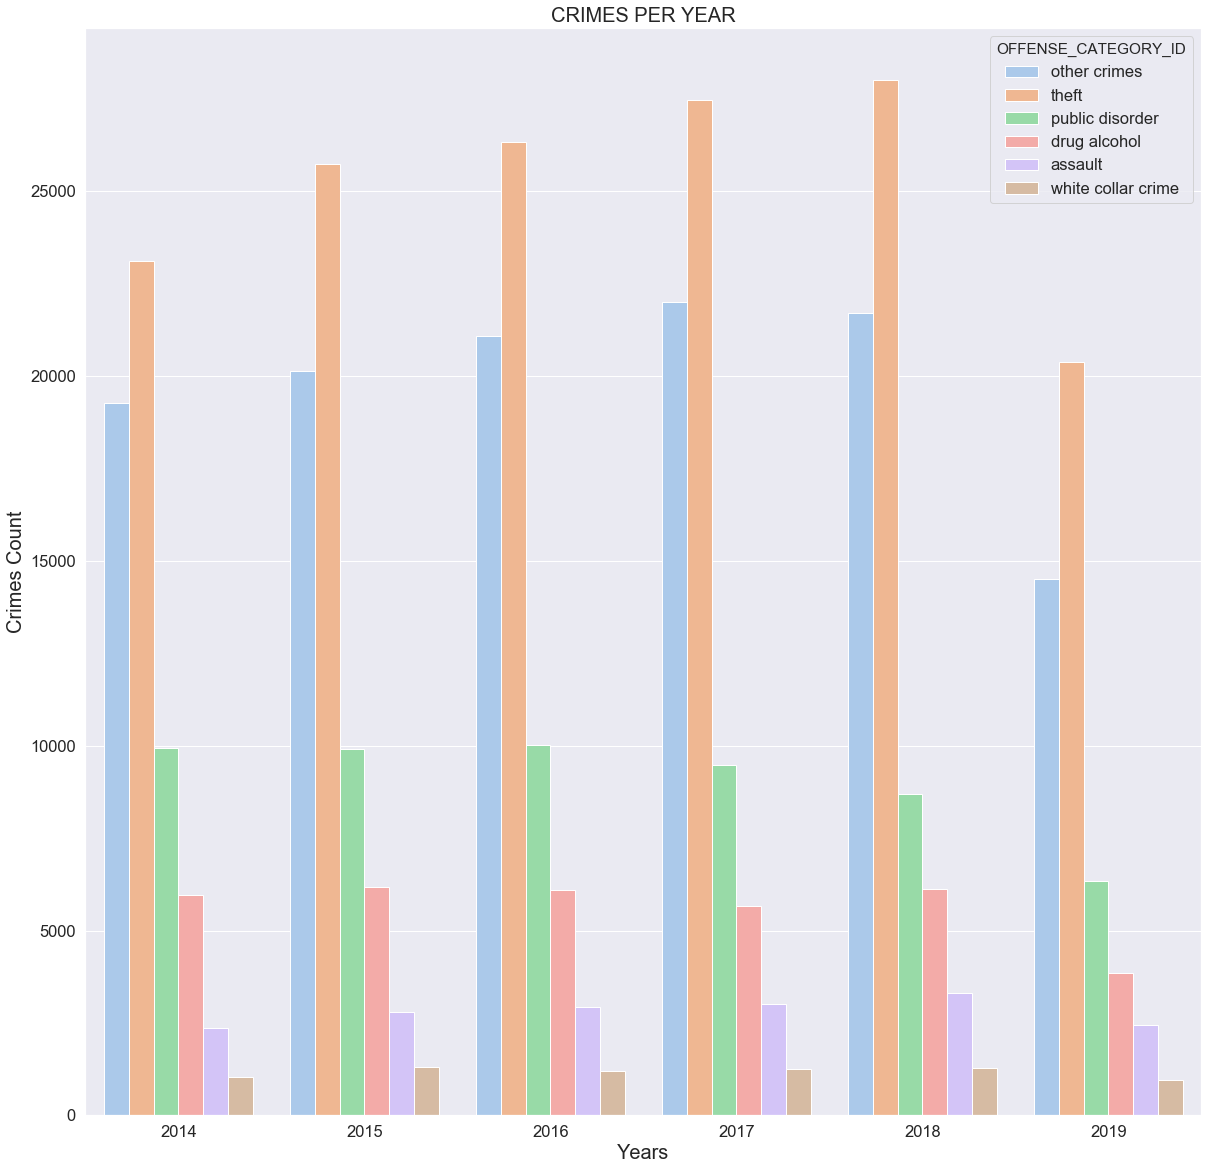 CRIMES PER YEAR
OFFENSE_CATEGORY_ID
other crimes
theft
public disorder
drug alcohol
assault
white collar crime
Crimes Count
25000
20000
15000
10000
5000
0
2014 2015 2016 2017 2018 2019
Years